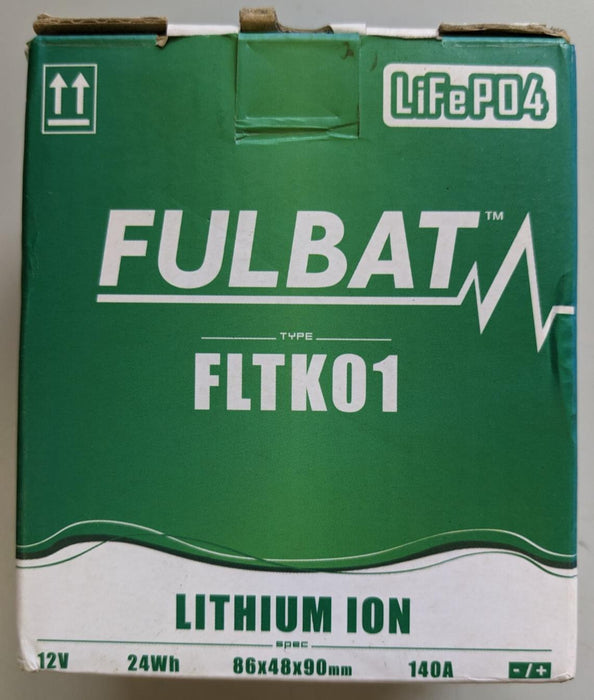 LiFePO4
FULBAT™
TYPE
FLTK01
LITHIUM ION
spec
12V 24Wh 86x48x90mm 140A -/+